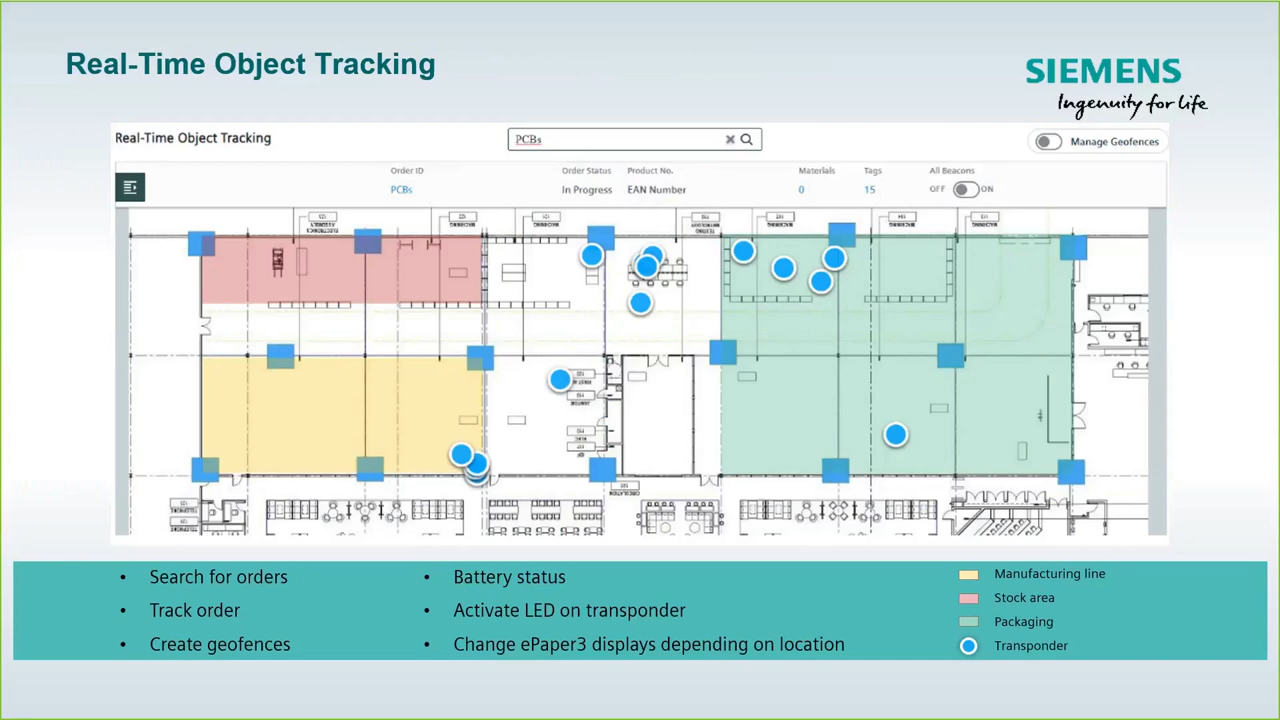 Real-Time Object Tracking
SIEMENS
Ingenuity for life
Real-Time Object Tracking
PCBs
Manage Geofences
Order ID
Order Status
Product No.
Materials
Tags
All Beacons
PCBs
In Progress
EAN Number
0
15
OFF
ON
CIRCULATION
• Search for orders
• Track order
• Create geofences
• Battery status
• Activate LED on transponder
• Change ePaper3 displays depending on location
Manufacturing line
Stock area
Packaging
Transponder